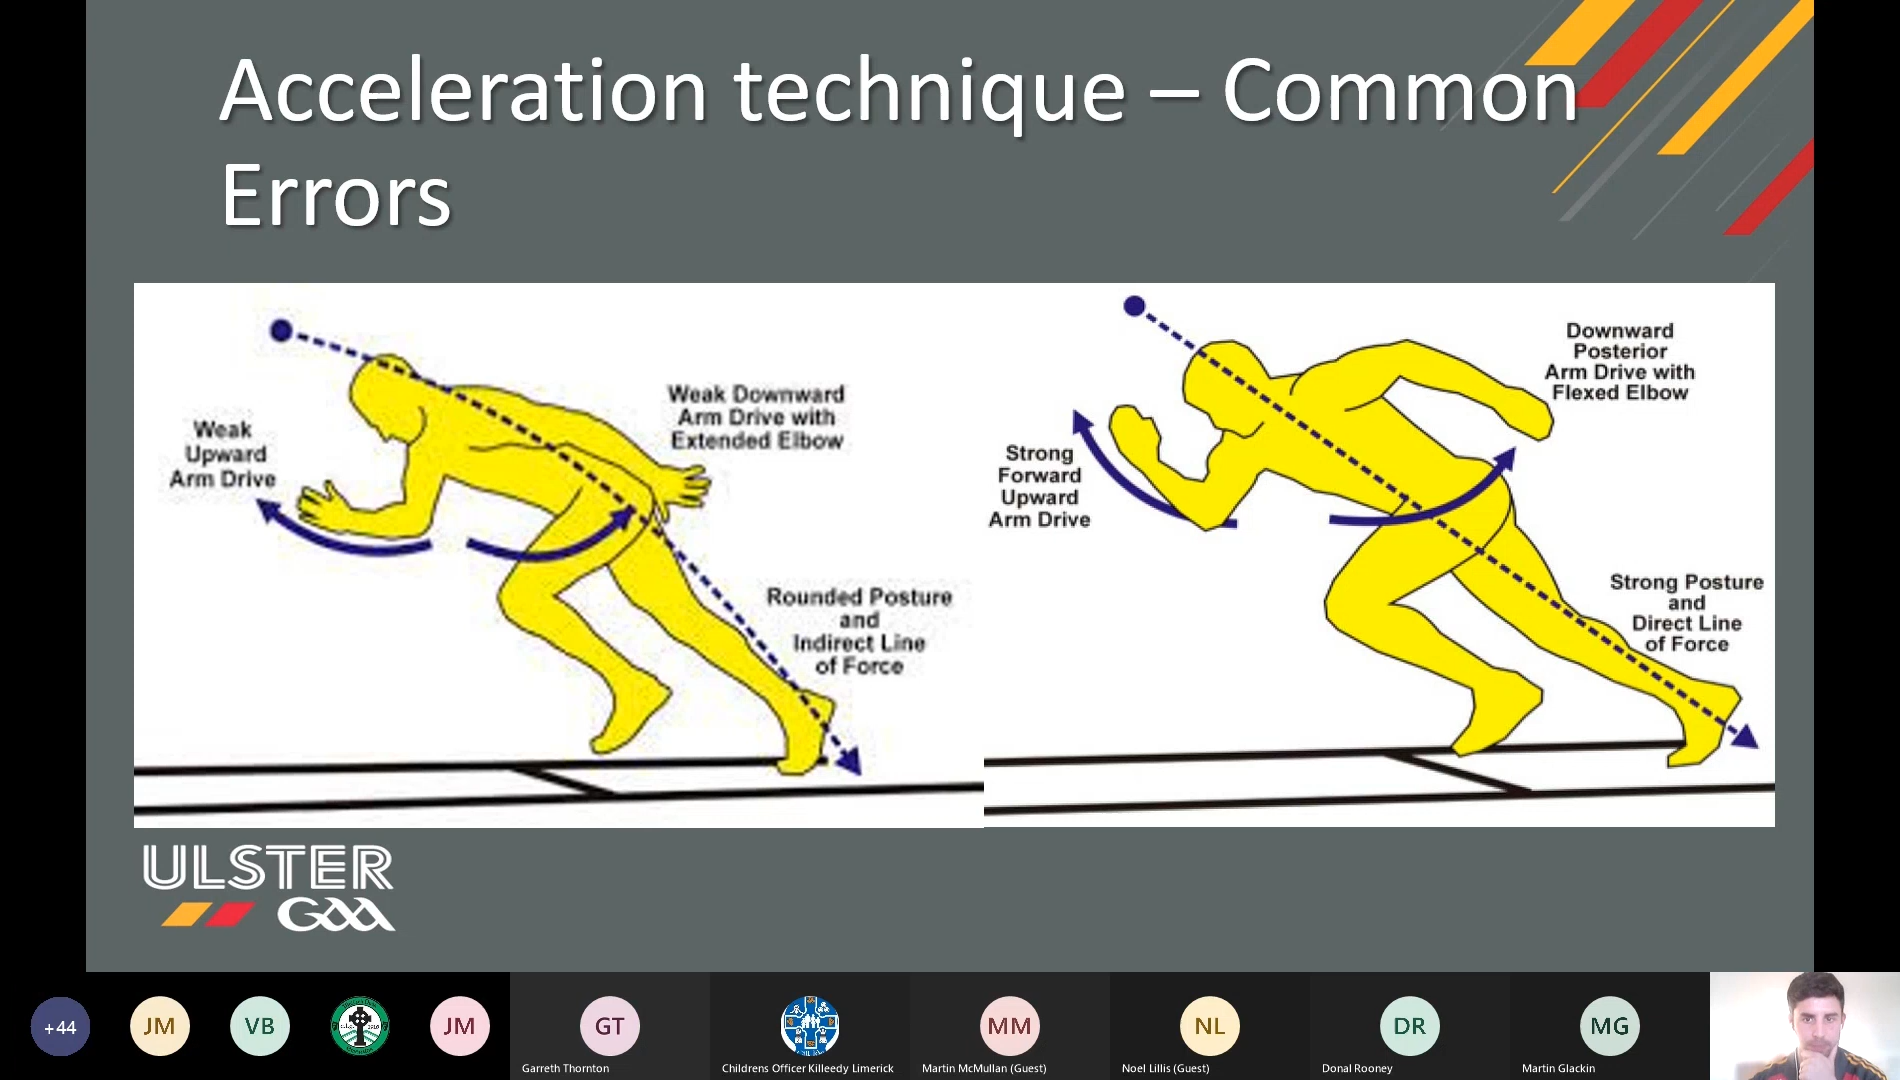 Acceleration technique – Common
Errors
Weak
Upward
Arm Drive
Weak Downward
Arm Drive with
Extended Elbow
Rounded Posture
and
Indirect Line
of Force
Strong
Forward
Upward
Arm Drive
Downward
Posterior
Arm Drive with
Flexed Elbow
Strong Posture
and
Direct Line
of Force
ULSTER
GAA
+44
JM
VB
JM
GT
Garreth Thornton
Childrens Officer Killeedy Limerick
MM
Martin McMullan (Guest)
NL
Noel Lillis (Guest)
DR
Donal Rooney
MG
Martin Glackin